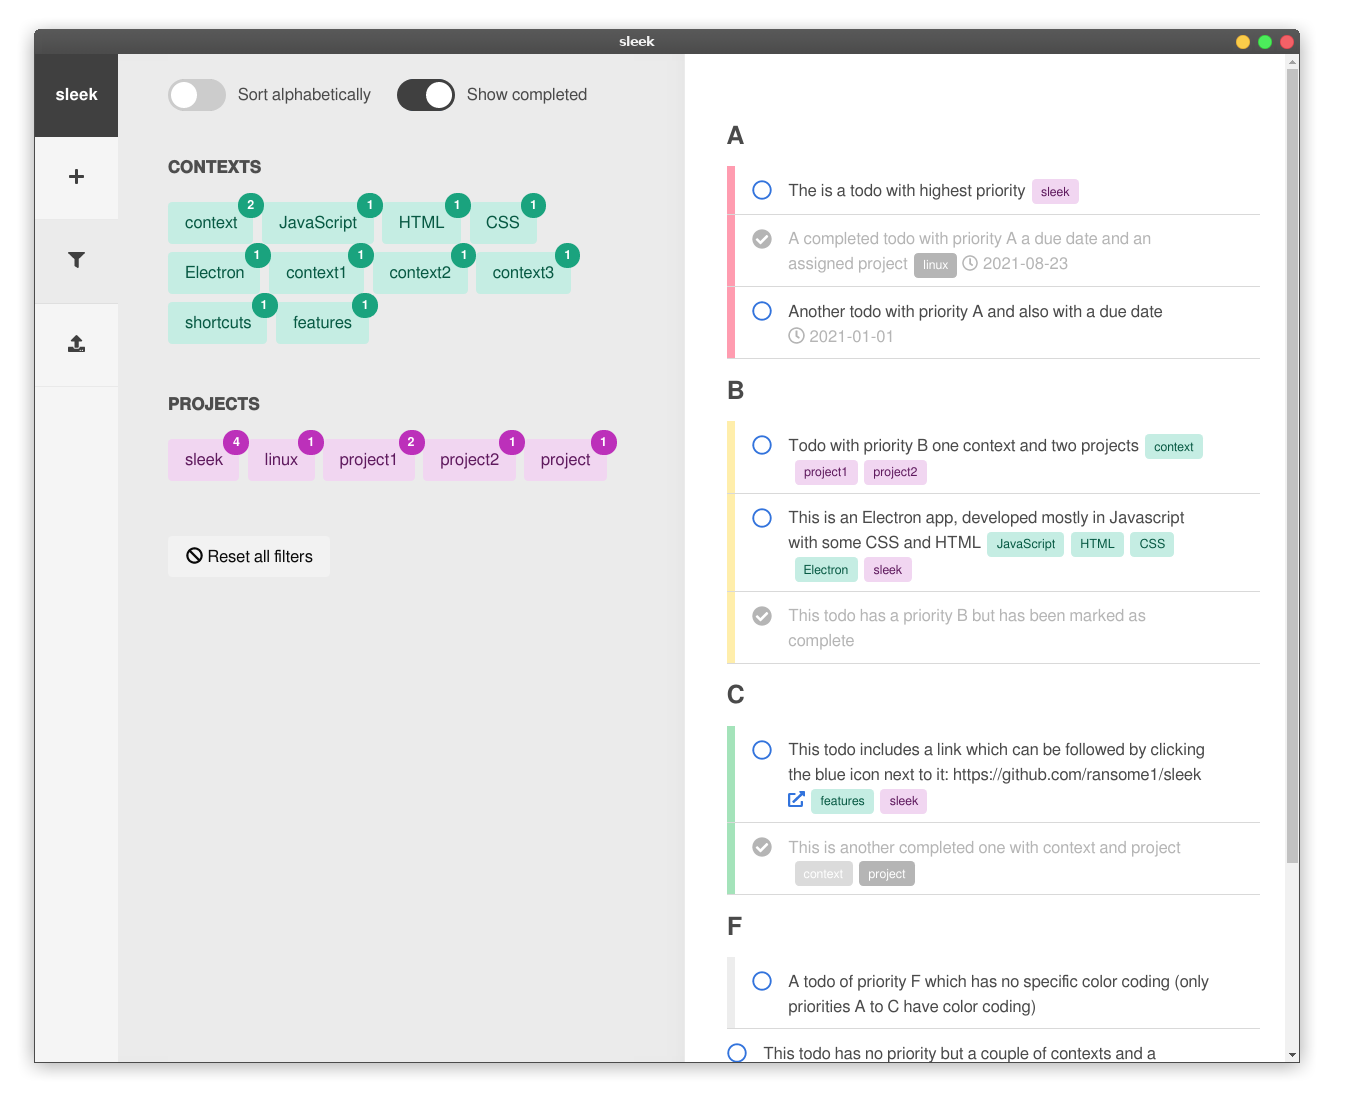 sleek
sleek
Sort alphabetically
Show completed
CONTEXTS
context 2
JavaScript 1
HTML 1
CSS 1
Electron 1
context1 1
context2 1
context3 1
shortcuts 1
features 1
PROJECTS
sleek 4
linux 1
project1 2
project2 1
project 1
Reset all filters
A
The is a todo with highest priority sleek
A completed todo with priority A a due date and an
assigned project linux 2021-08-23
Another todo with priority A and also with a due date
2021-01-01
B
Todo with priority B one context and two projects context
project1 project2
This is an Electron app, developed mostly in Javascript
with some CSS and HTML JavaScript HTML CSS
Electron sleek
This todo has a priority B but has been marked as
complete
C
This todo includes a link which can be followed by clicking
the blue icon next to it: https://github.com/ransome1/sleek
features sleek
This is another completed one with context and project
context project
F
A todo of priority F which has no specific color coding (only
priorities A to C have color coding)
This todo has no priority but a couple of contexts and a